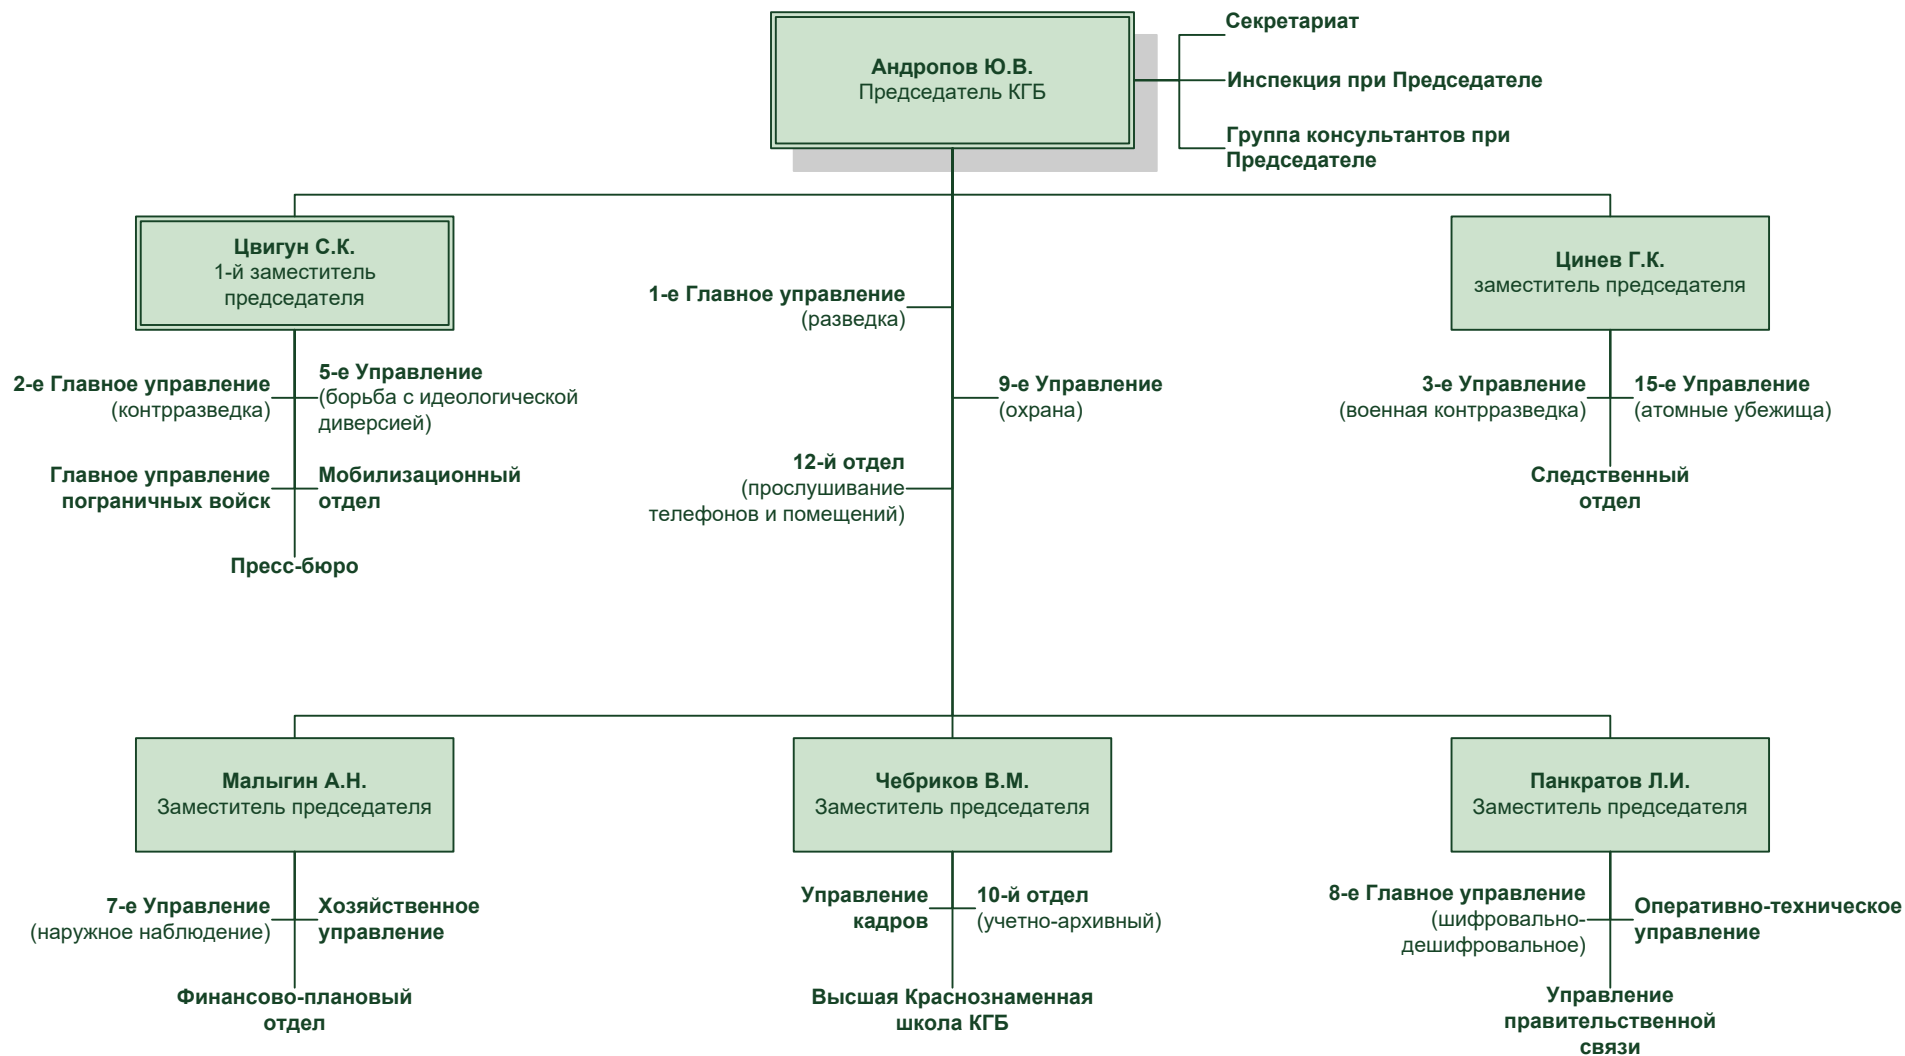 Андропов Ю.В.
Председатель КГБ
Секретариат
Инспекция при Председателе
Группа консультантов при
Председателе
Цвигун С.К.
1-й заместитель
председателя
2-е Главное управление
(контрразведка)
5-е Управление
(борьба с идеологической
диверсией)
Главное управление
пограничных войск
Мобилизационный
отдел
Пресс-бюро
1-е Главное управление
(разведка)
9-е Управление
(охрана)
12-й отдел
(прослушивание
телефонов и помещений)
Цинев Г.К.
заместитель председателя
3-е Управление
(военная контрразведка)
15-е Управление
(атомные убежища)
Следственный
отдел
Малыгин А.Н.
Заместитель председателя
7-е Управление
(наружное наблюдение)
Хозяйственное
управление
Финансово-плановый
отдел
Чебриков В.М.
Заместитель председателя
Управление
кадров
10-й отдел
(учетно-архивный)
Высшая Краснознаменная
школа КГБ
Панкратов Л.И.
Заместитель председателя
8-е Главное управление
(шифровально-
дешифровальное)
Оперативно-техническое
управление
Управление
правительственной
связи